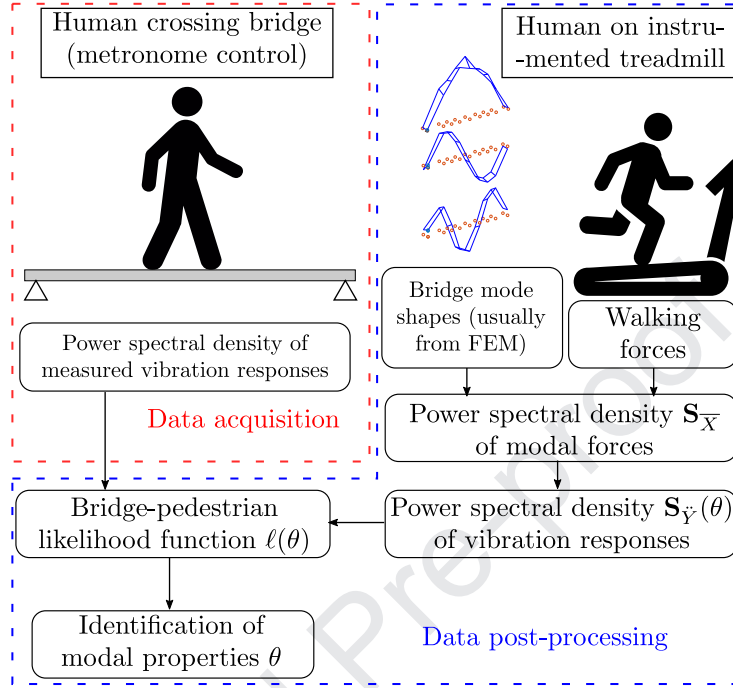 Human crossing bridge
(metronome control)
Human on instru-
-mented treadmill
Bridge mode
shapes (usually
from FEM)
Walking
forces
Power spectral density of
measured vibration responses
Data acquisition
Power spectral density S_X̅
of modal forces
Bridge-pedestrian
likelihood function ℓ(θ)
Power spectral density S_Ÿ(θ)
of vibration responses
Identification of
modal properties θ
Data post-processing
Pre-proof